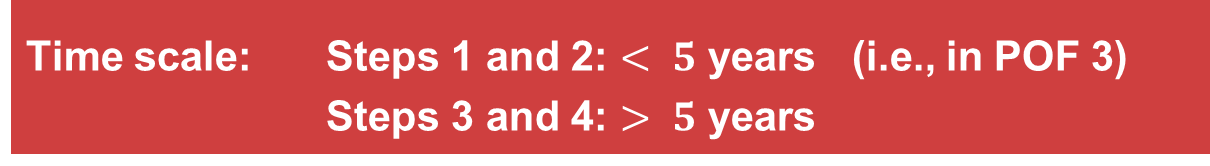 Time scale: Steps 1 and 2: < 5 years (i.e., in POF 3)
Steps 3 and 4: > 5 years